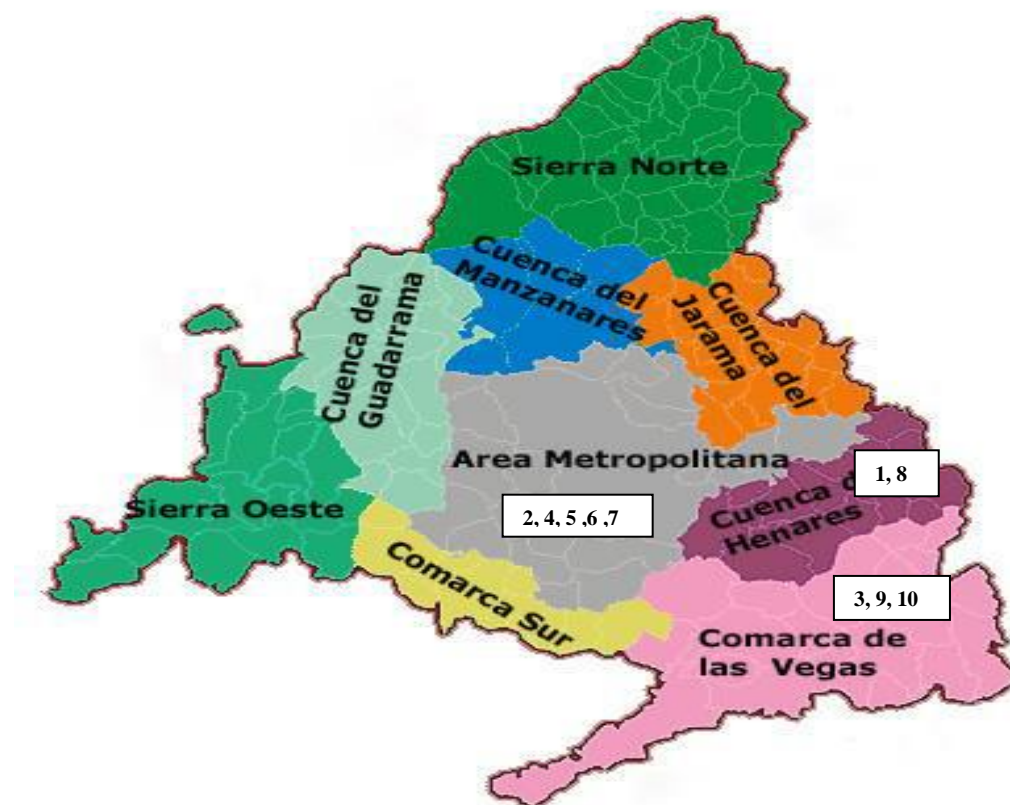 Sierra Norte
Cuenca del
Manzanares
Cuenca del
Jarama
Cuenca del
Guadarrama
Area Metropolitana
1, 8
Sierra Oeste
2, 4, 5 ,6 ,7
Cuenca d
Henares
Comarca Sur
3, 9, 10
Comarca de
las Vegas